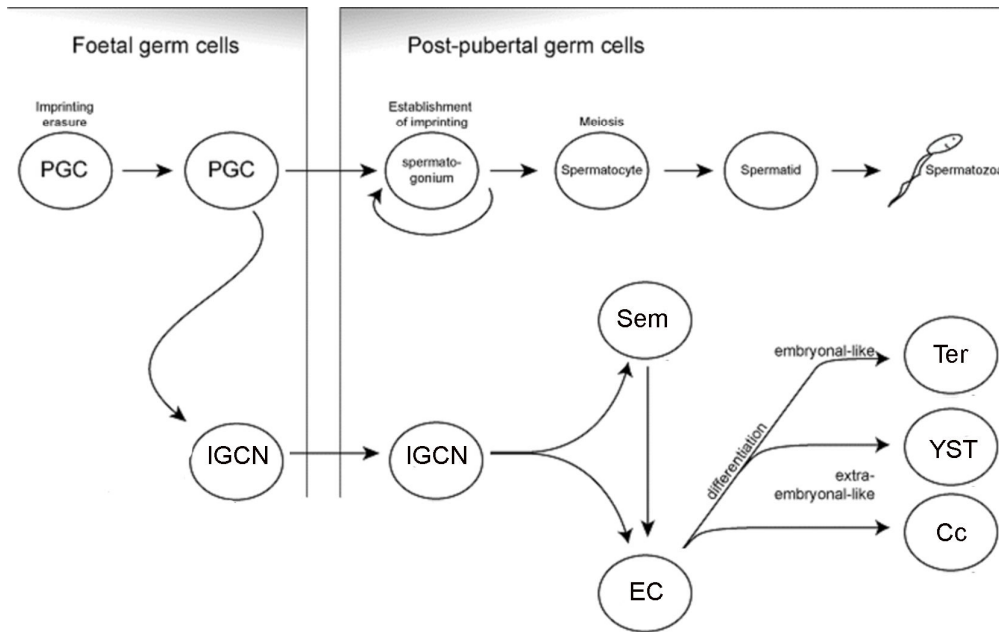 Foetal germ cells
Post-pubertal germ cells
Imprinting
erasure
Establishment
of imprinting
Meiosis
PGC
PGC
spermato-
gonium
Spermatocyte
Spermatid
Spermatozoa
Sem
embryonal-like
Ter
differentiation
IGCN
IGCN
YST
extra-
embryonal-like
Cc
EC